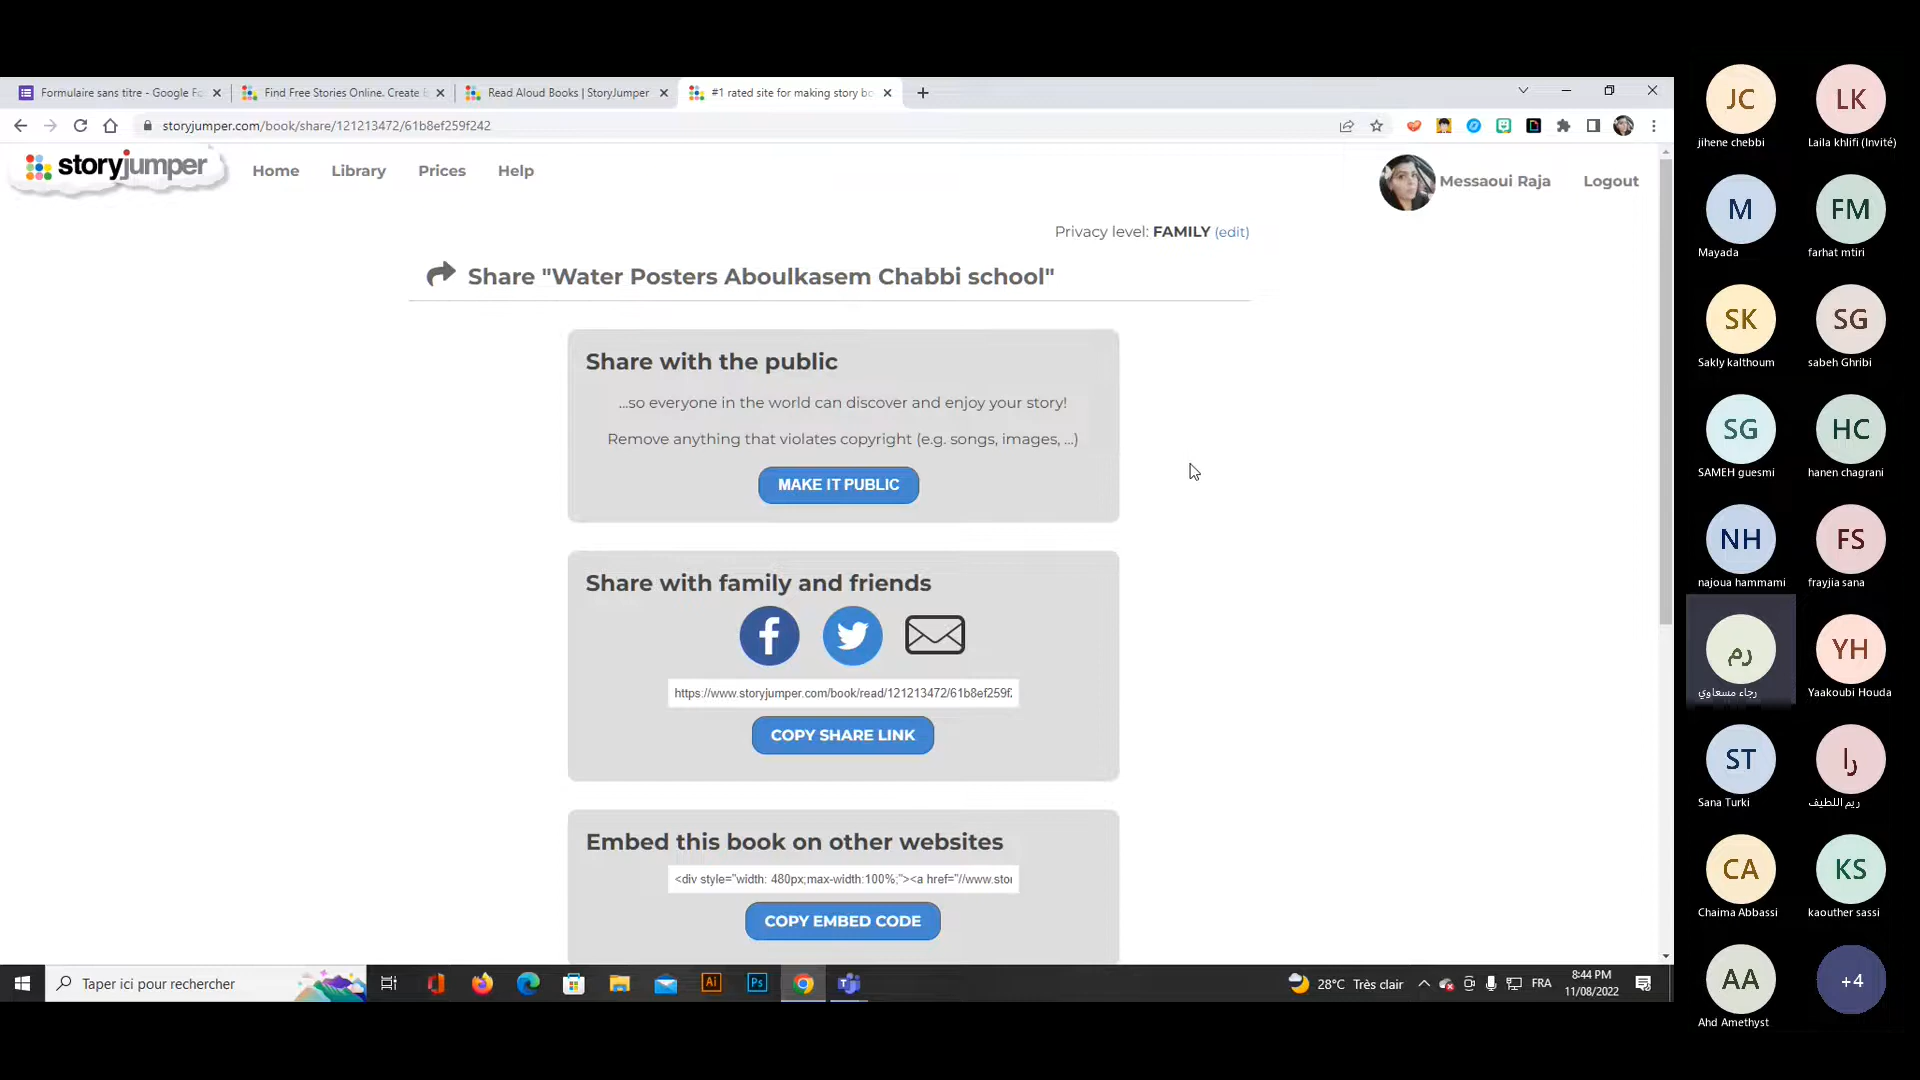 Formulaire sans titre - Google Fo
Find Free Stories Online. Create
Read Aloud Books | StoryJumper
#1 rated site for making story bo
storyjumper.com/book/share/121213472/61b8ef259f242
storyjumper
Home
Library
Prices
Help
Messaoui Raja
Logout
Privacy level: FAMILY (edit)
Share "Water Posters Aboulkasem Chabbi school"
Share with the public
...so everyone in the world can discover and enjoy your story!
Remove anything that violates copyright (e.g. songs, images, ...)
MAKE IT PUBLIC
Share with family and friends
https://www.storyjumper.com/book/read/121213472/61b8ef259f2
COPY SHARE LINK
Embed this book on other websites
<div style="width: 480px;max-width:100%;"><a href="//www.stor
COPY EMBED CODE
Taper ici pour rechercher
Ai
Ps
28°C Très clair
FRA
8:44 PM
11/08/2022
JC
jihene chebbi
LK
Laila khlifi (Invité)
M
Mayada
FM
farhat mtiri
SK
Sakly kalthoum
SG
sabeh Ghribi
SG
SAMEH guesmi
HC
hanen chagrani
NH
najoua hammami
FS
frayjia sana
رم
رجاء مسعاوي
YH
Yaakoubi Houda
ST
Sana Turki
را
ريم اللطيف
CA
Chaima Abbassi
KS
kaouther sassi
AA
Ahd Amethyst
+4